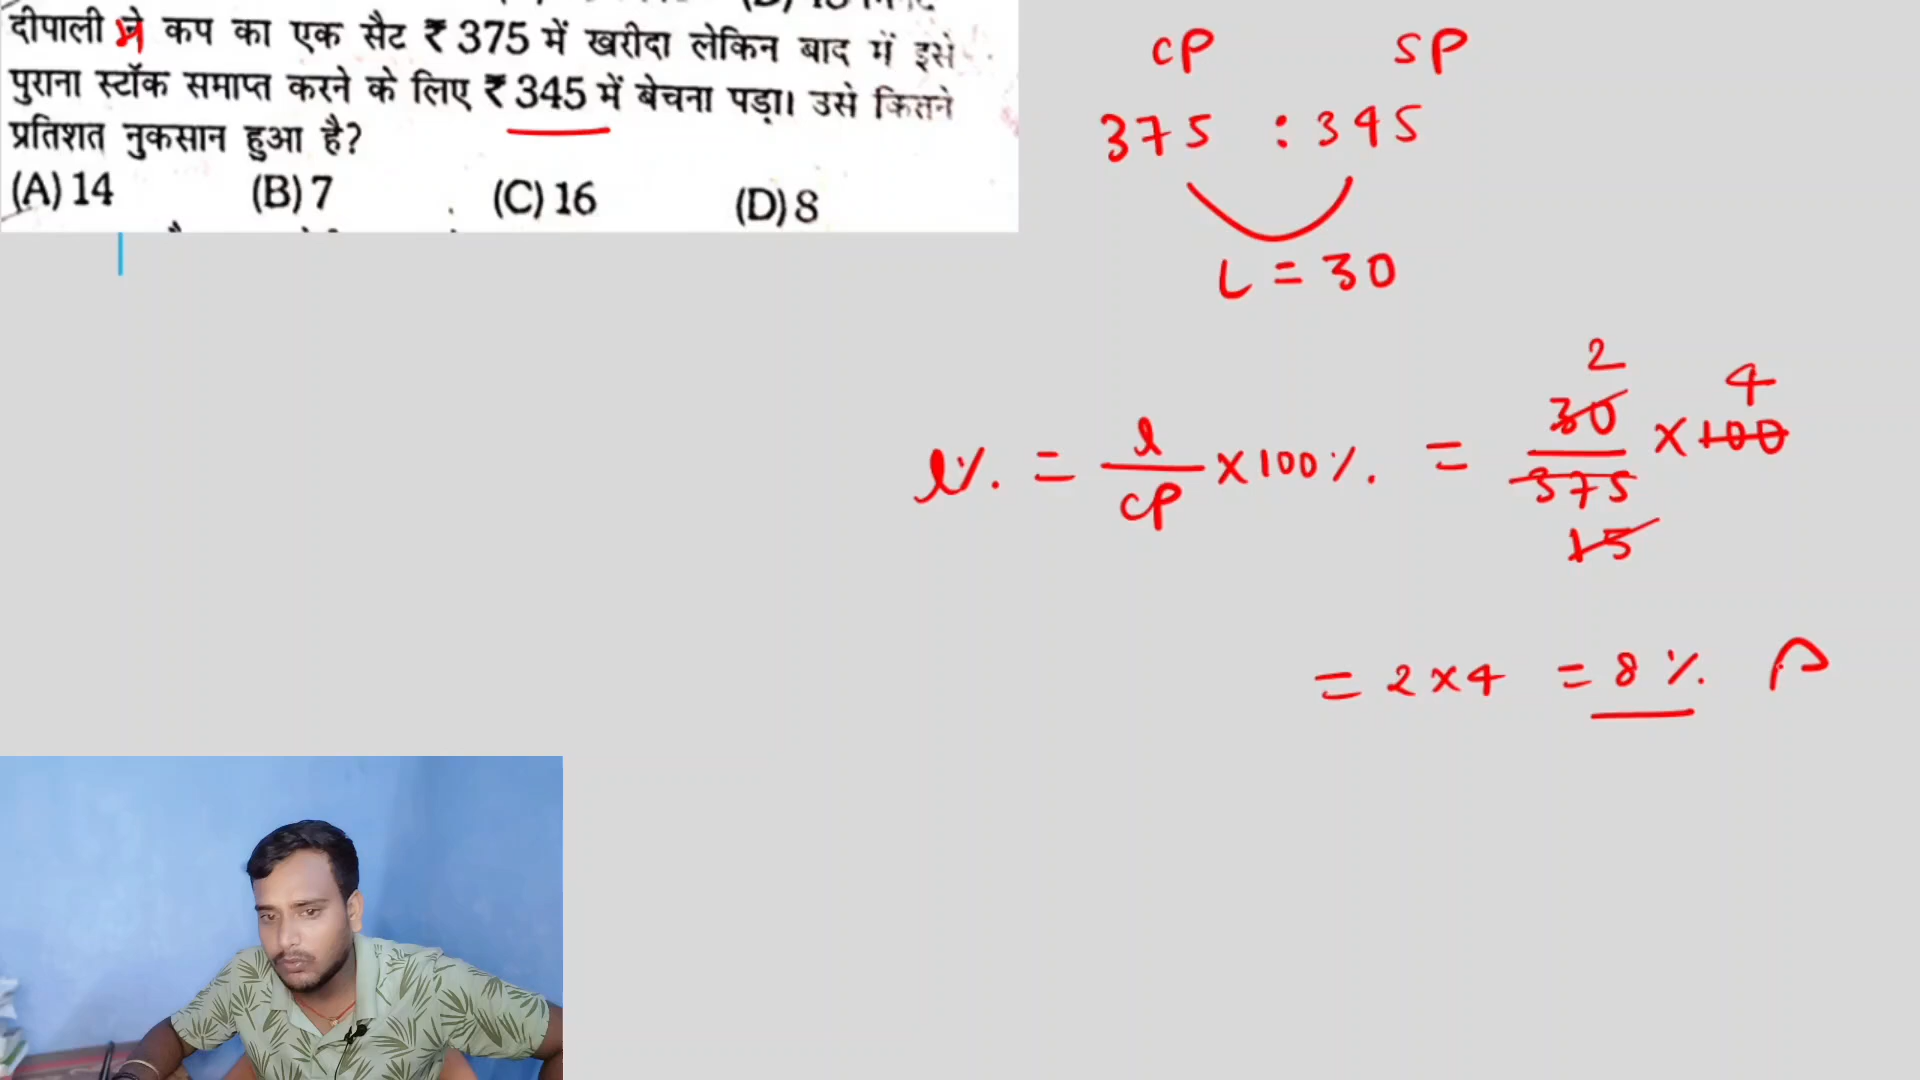 दीपाली ने कप का एक सैट ₹ 375 में खरीदा लेकिन बाद में इसे
पुराना स्टॉक समाप्त करने के लिए ₹ 345 में बेचना पड़ा। उसे कितने
प्रतिशत नुकसान हुआ है?
(A) 14 (B) 7 (C) 16 (D) 8
CP SP
375 : 345
L = 30
l%. = l/CP × 100%. = 30/375 × 100
2 4
15
= 2×4 = 8%